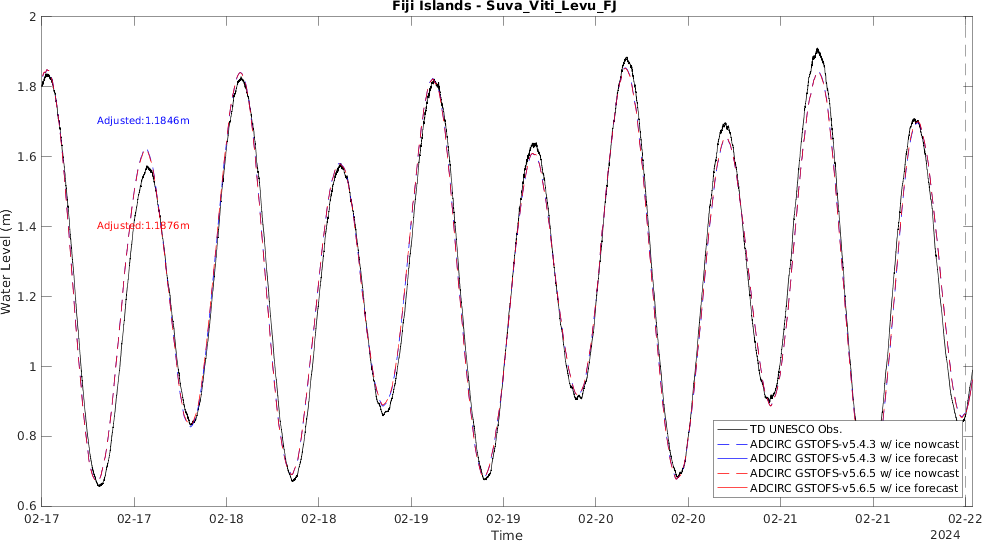 Fiji Islands - Suva_Viti_Levu_FJ
2
1.8
1.6
1.4
1.2
1
0.8
0.6
Water Level (m)
Adjusted:1.1846m
Adjusted:1.1876m
TD UNESCO Obs.
ADCIRC GSTOFS-v5.4.3 w/ ice nowcast
ADCIRC GSTOFS-v5.4.3 w/ ice forecast
ADCIRC GSTOFS-v5.6.5 w/ ice nowcast
ADCIRC GSTOFS-v5.6.5 w/ ice forecast
02-17 02-17 02-18 02-18 02-19 02-19 02-20 02-20 02-21 02-21 02-22
Time
2024